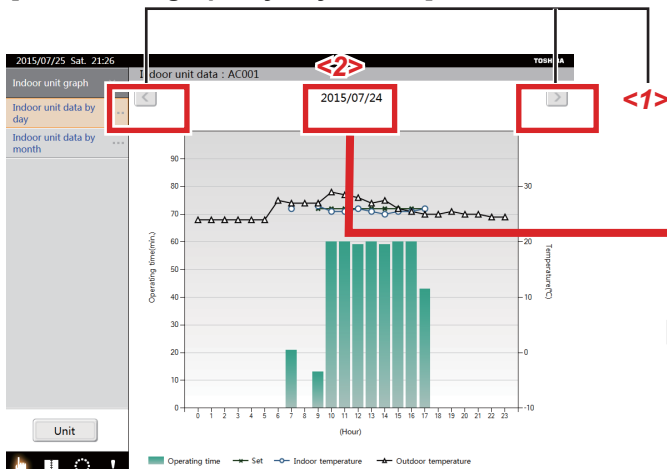 2015/07/25 Sat. 21:26
Indoor unit graph
Indoor unit data by day
Indoor unit data by month
Unit
Indoor unit data : AC001
<2>
2015/07/24
<1>
Operating time(min.)
90
80
70
60
50
40
30
20
10
0
Temperature(℃)
30
20
10
0
-10
0 1 2 3 4 5 6 7 8 9 10 11 12 13 14 15 16 17 18 19 20 21 22 23
(Hour)
Operating time Set Indoor temperature Outdoor temperature